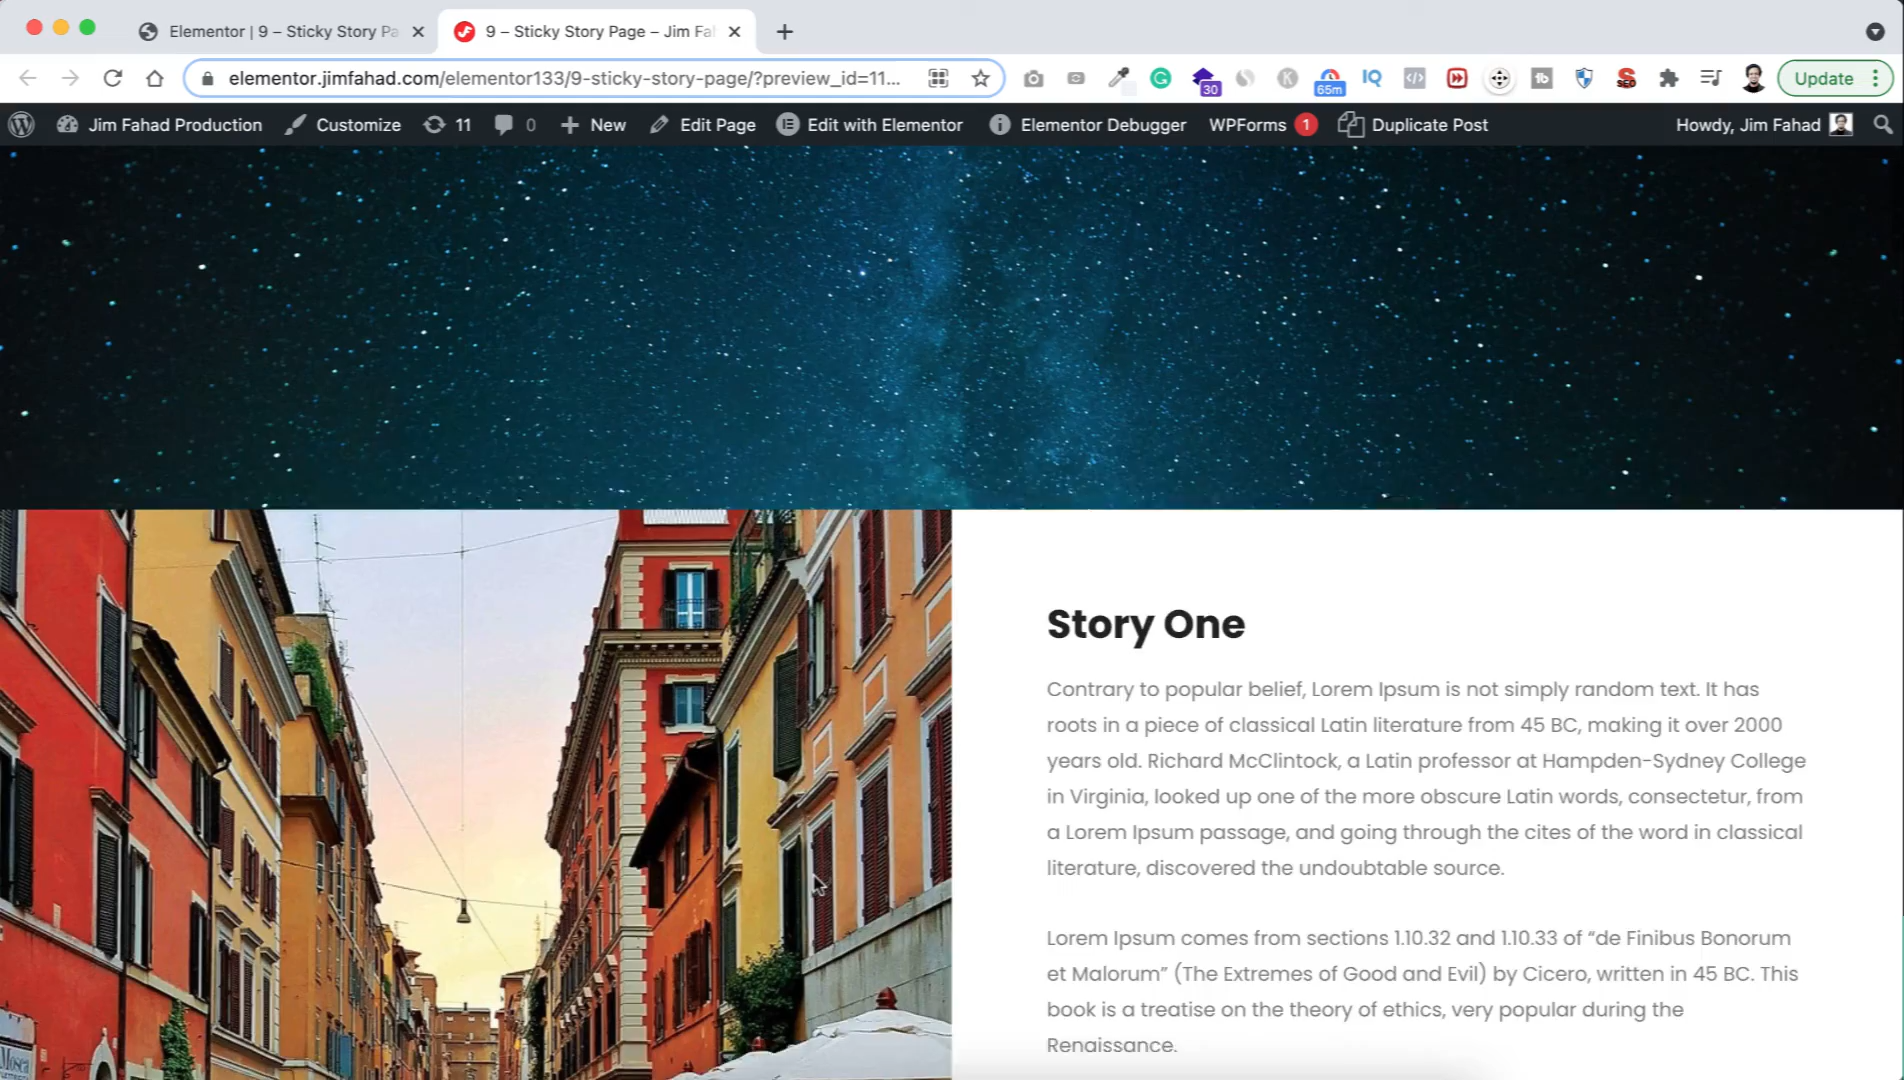 Elementor | 9 – Sticky Story Pa
9 – Sticky Story Page – Jim Fa
elementor.jimfahad.com/elementor133/9-sticky-story-page/?preview_id=11...
30
65m
IQ
SEO
Update
Jim Fahad Production
Customize
11
0
New
Edit Page
Edit with Elementor
Elementor Debugger
WPForms 1
Duplicate Post
Howdy, Jim Fahad
Story One
Contrary to popular belief, Lorem Ipsum is not simply random text. It has
roots in a piece of classical Latin literature from 45 BC, making it over 2000
years old. Richard McClintock, a Latin professor at Hampden-Sydney College
in Virginia, looked up one of the more obscure Latin words, consectetur, from
a Lorem Ipsum passage, and going through the cites of the word in classical
literature, discovered the undoubtable source.
Lorem Ipsum comes from sections 1.10.32 and 1.10.33 of “de Finibus Bonorum
et Malorum” (The Extremes of Good and Evil) by Cicero, written in 45 BC. This
book is a treatise on the theory of ethics, very popular during the
Renaissance.